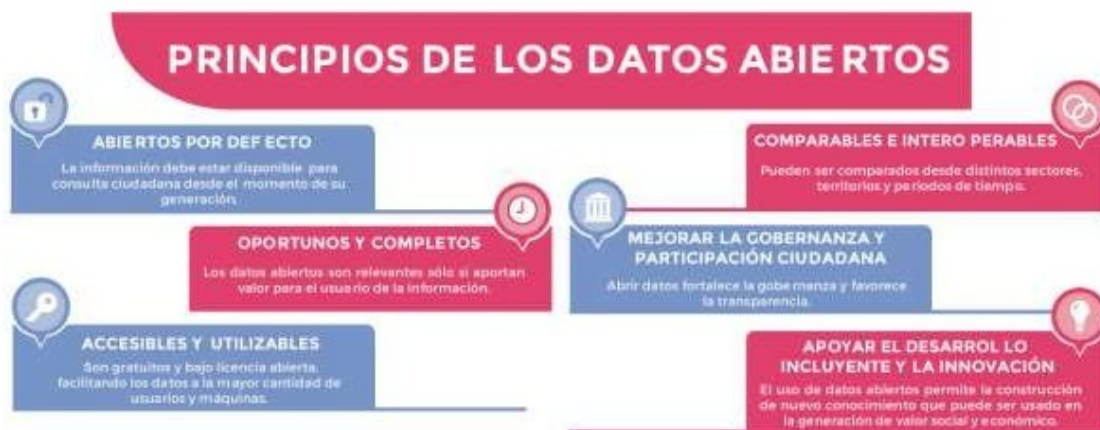 PRINCIPIOS DE LOS DATOS ABIERTOS
ABIERTOS POR DEFECTO
La información debe estar disponible para
consulta ciudadana desde el momento de su
generación.
OPORTUNOS Y COMPLETOS
Los datos abiertos son relevantes sólo si aportan
valor para el usuario de la información.
ACCESIBLES Y UTILIZABLES
Son gratuitos y bajo licencia abierta,
facilitando los datos a la mayor cantidad de
usuarios y máquinas.
COMPARABLES E INTERO PERABLES
Pueden ser comparados desde distintos sectores,
territorios y periodos de tiempo.
MEJORAR LA GOBERNANZA Y
PARTICIPACIÓN CIUDADANA
Abrir datos fortalece la gobernanza y favorece
la transparencia.
APOYAR EL DESARROL LO
INCLUYENTE Y LA INNOVACIÓN
El uso de datos abiertos permite la construcción
de nuevo conocimiento que puede ser usado en
la generación de valor social y económico.